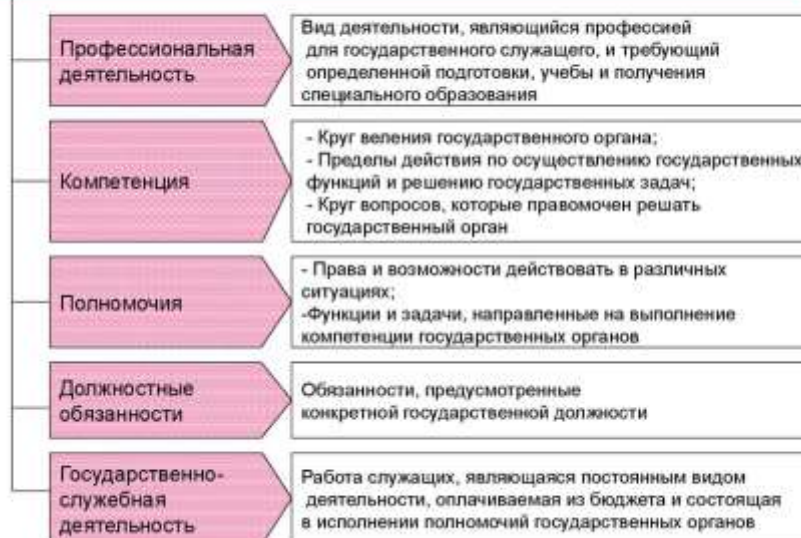 Профессиональная
деятельность
Вид деятельности, являющийся профессией
для государственного служащего, и требующий
определенной подготовки, учебы и получения
специального образования
Компетенция
- Круг веления государственного органа;
- Пределы действия по осуществлению государственных
функций и решению государственных задач;
- Круг вопросов, которые правомочен решать
государственный орган
Полномочия
- Права и возможности действовать в различных
ситуациях;
-Функции и задачи, направленные на выполнение
компетенции государственных органов
Должностные
обязанности
Обязанности, предусмотренные
конкретной государственной должности
Государственно-
служебная
деятельность
Работа служащих, являющаяся постоянным видом
деятельности, оплачиваемая из бюджета и состоящая
в исполнении полномочий государственных органов